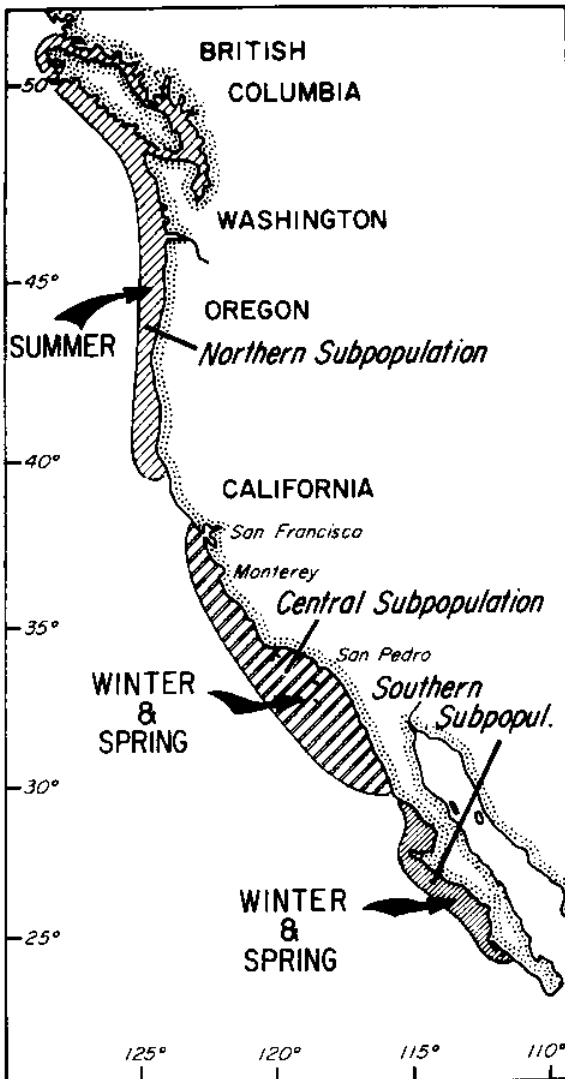 BRITISH
COLUMBIA
50°
WASHINGTON
45°
OREGON
SUMMER
Northern Subpopulation
40°
CALIFORNIA
San Francisco
Monterey
Central Subpopulation
35°
San Pedro
WINTER
&
SPRING
Southern
Subpopul.
30°
WINTER
&
SPRING
25°
125°
120°
115°
110°